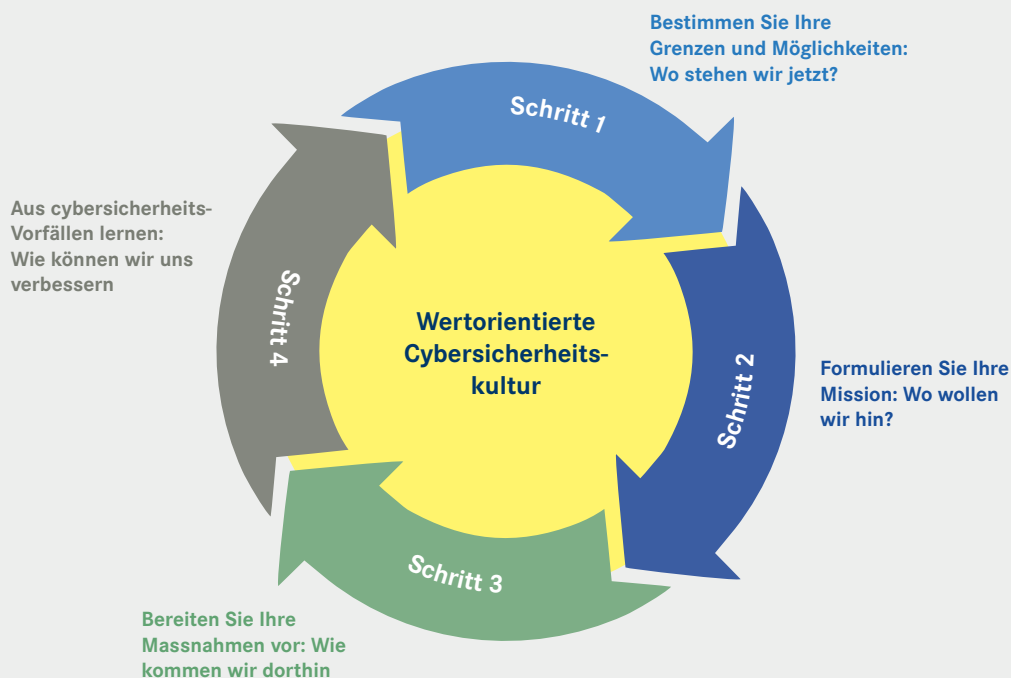 Bestimmen Sie Ihre
Grenzen und Möglichkeiten:
Wo stehen wir jetzt?
Schritt 1
Aus cybersicherheits-
Vorfällen lernen:
Wie können wir uns
verbessern
Schritt 4
Wertorientierte
Cybersicherheits-
kultur
Schritt 2
Formulieren Sie Ihre
Mission: Wo wollen
wir hin?
Schritt 3
Bereiten Sie Ihre
Massnahmen vor: Wie
kommen wir dorthin